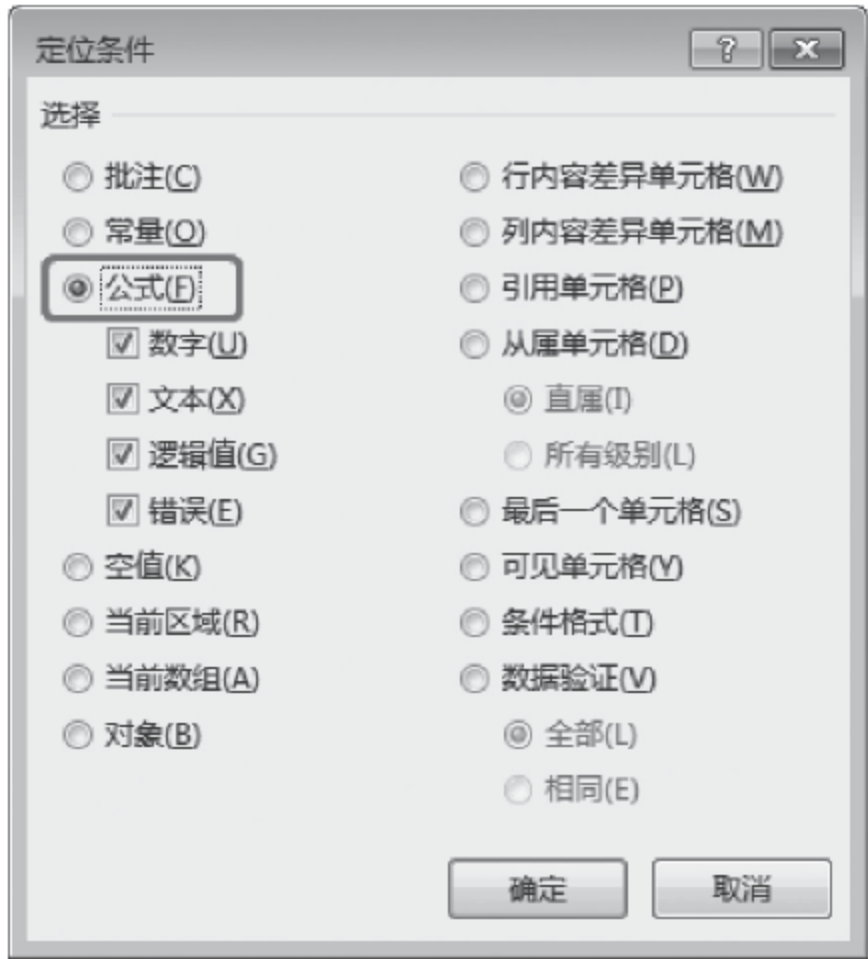 定位条件
选择
批注(C)
常量(O)
公式(F)
数字(U)
文本(X)
逻辑值(G)
错误(E)
空值(K)
当前区域(R)
当前数组(A)
对象(B)
行内容差异单元格(W)
列内容差异单元格(M)
引用单元格(P)
从属单元格(D)
直属(I)
所有级别(L)
最后一个单元格(S)
可见单元格(Y)
条件格式(T)
数据验证(V)
全部(L)
相同(E)
确定
取消